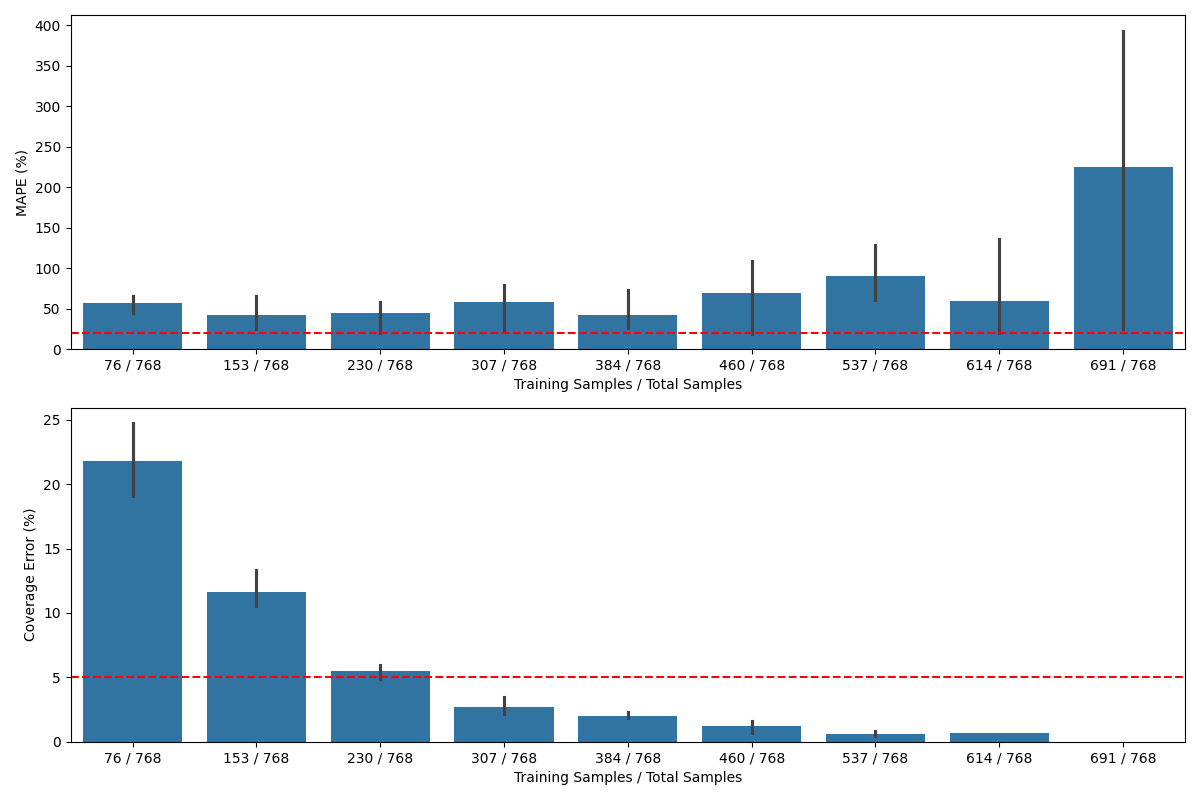 400
350
300
250
200
150
100
50
0
MAPE (%)
76 / 768 153 / 768 230 / 768 307 / 768 384 / 768 460 / 768 537 / 768 614 / 768 691 / 768
Training Samples / Total Samples
25
20
15
10
5
0
Coverage Error (%)
76 / 768 153 / 768 230 / 768 307 / 768 384 / 768 460 / 768 537 / 768 614 / 768 691 / 768
Training Samples / Total Samples